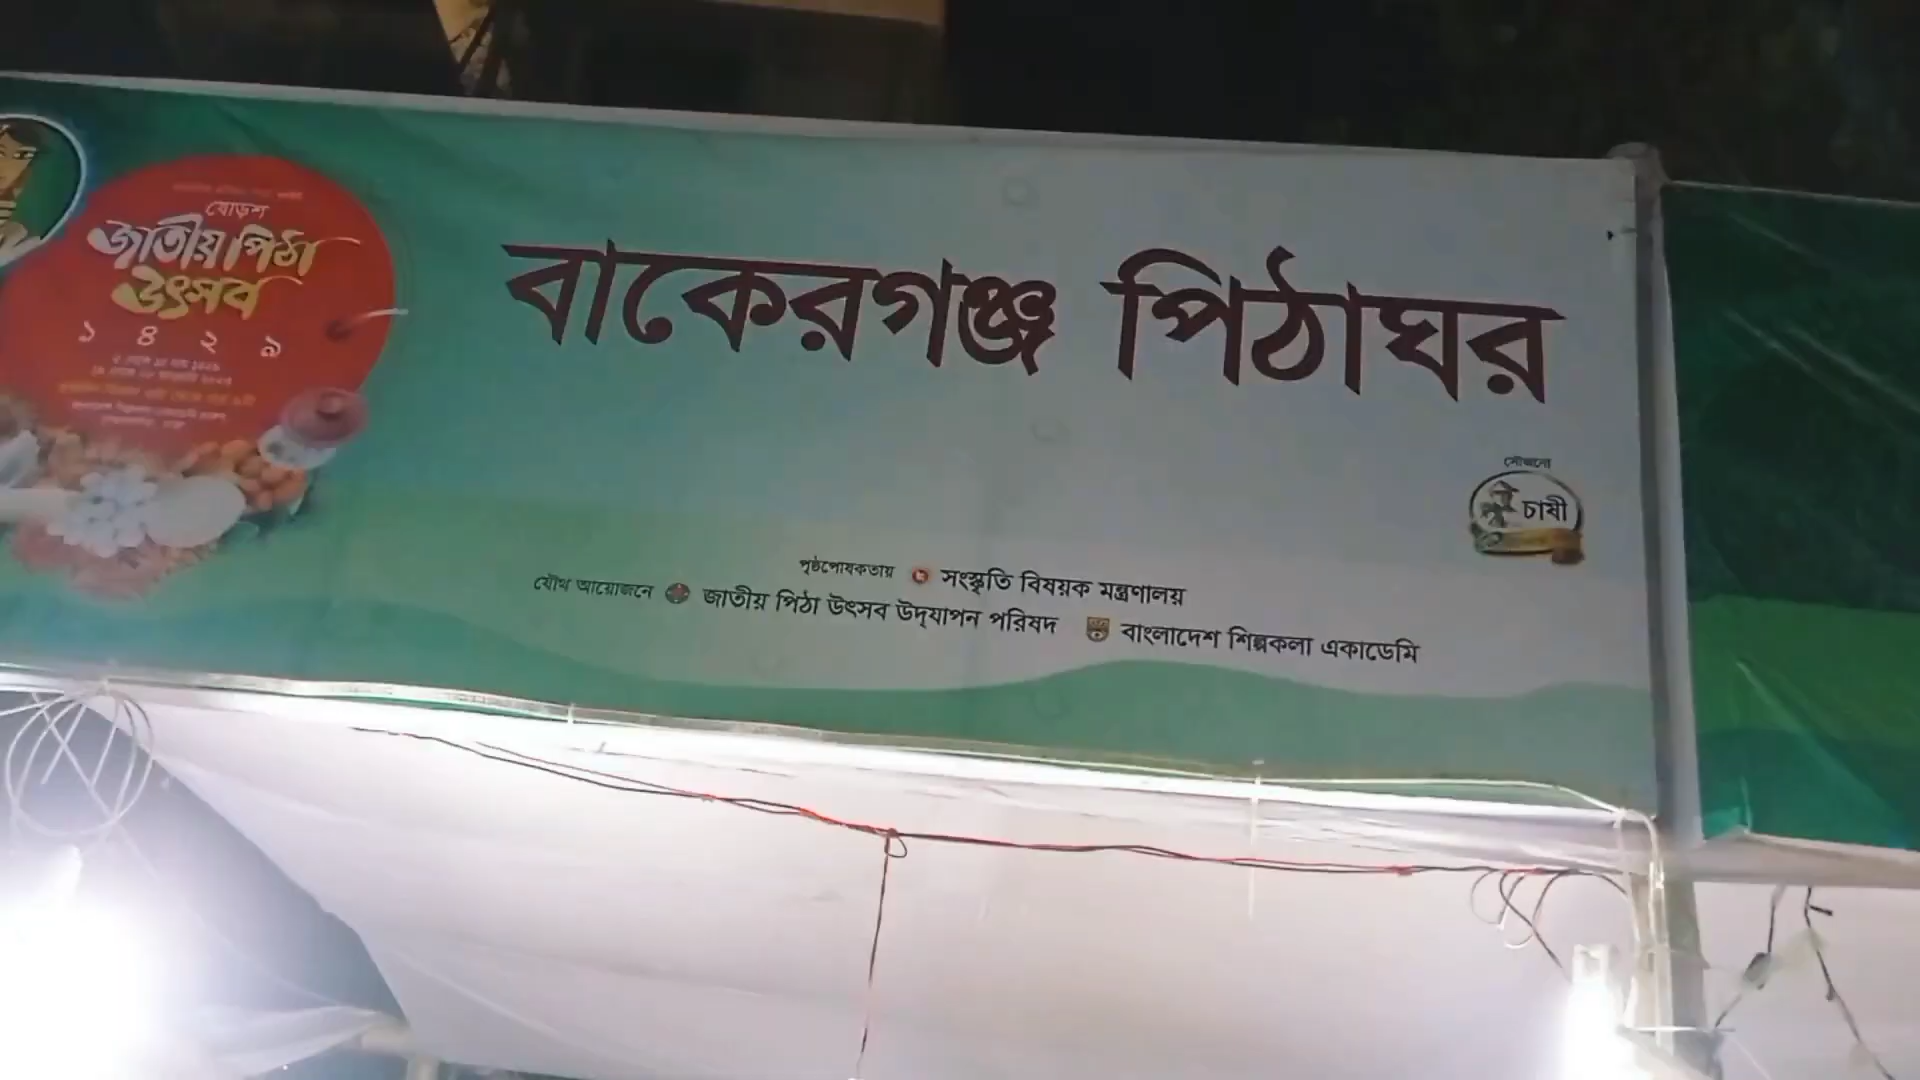 ষোড়শ
জাতীয় পিঠা
উৎসব
১৪২৯
বাকেরগঞ্জ পিঠাঘর
সৌজন্যে
চাষী
পৃষ্ঠপোষকতায় সংস্কৃতি বিষয়ক মন্ত্রণালয়
যৌথ আয়োজনে জাতীয় পিঠা উৎসব উদ্‌যাপন পরিষদ বাংলাদেশ শিল্পকলা একাডেমি